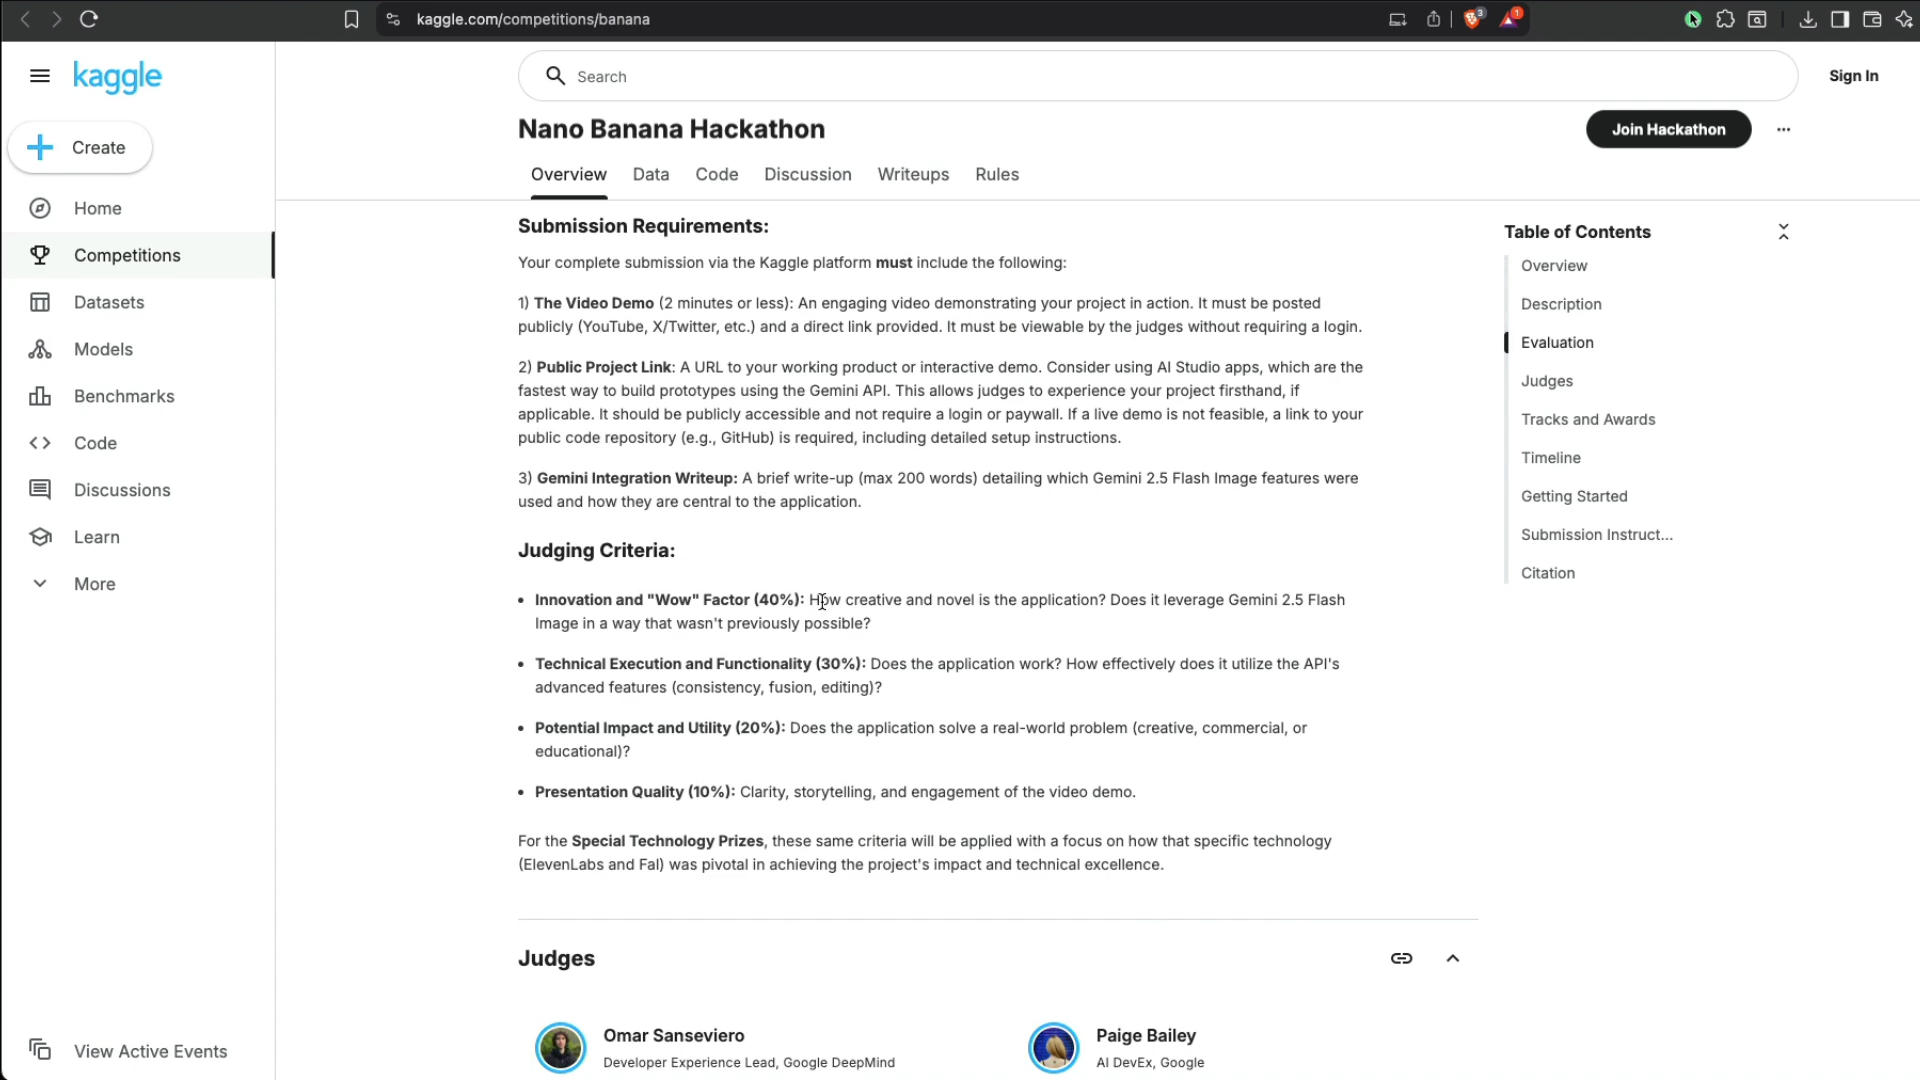 kaggle.com/competitions/banana
3
1
kaggle
Search
Sign In
Create
Nano Banana Hackathon
Join Hackathon
Overview
Data
Code
Discussion
Writeups
Rules
Home
Competitions
Datasets
Models
Benchmarks
Code
Discussions
Learn
More
View Active Events
Submission Requirements:
Your complete submission via the Kaggle platform must include the following:
1) The Video Demo (2 minutes or less): An engaging video demonstrating your project in action. It must be posted
publicly (YouTube, X/Twitter, etc.) and a direct link provided. It must be viewable by the judges without requiring a login.
2) Public Project Link: A URL to your working product or interactive demo. Consider using AI Studio apps, which are the
fastest way to build prototypes using the Gemini API. This allows judges to experience your project firsthand, if
applicable. It should be publicly accessible and not require a login or paywall. If a live demo is not feasible, a link to your
public code repository (e.g., GitHub) is required, including detailed setup instructions.
3) Gemini Integration Writeup: A brief write-up (max 200 words) detailing which Gemini 2.5 Flash Image features were
used and how they are central to the application.
Judging Criteria:
• Innovation and "Wow" Factor (40%): How creative and novel is the application? Does it leverage Gemini 2.5 Flash
Image in a way that wasn't previously possible?
• Technical Execution and Functionality (30%): Does the application work? How effectively does it utilize the API's
advanced features (consistency, fusion, editing)?
• Potential Impact and Utility (20%): Does the application solve a real-world problem (creative, commercial, or
educational)?
• Presentation Quality (10%): Clarity, storytelling, and engagement of the video demo.
For the Special Technology Prizes, these same criteria will be applied with a focus on how that specific technology
(ElevenLabs and Fal) was pivotal in achieving the project's impact and technical excellence.
Judges
Omar Sanseviero
Developer Experience Lead, Google DeepMind
Paige Bailey
AI DevEx, Google
Table of Contents
Overview
Description
Evaluation
Judges
Tracks and Awards
Timeline
Getting Started
Submission Instruct...
Citation